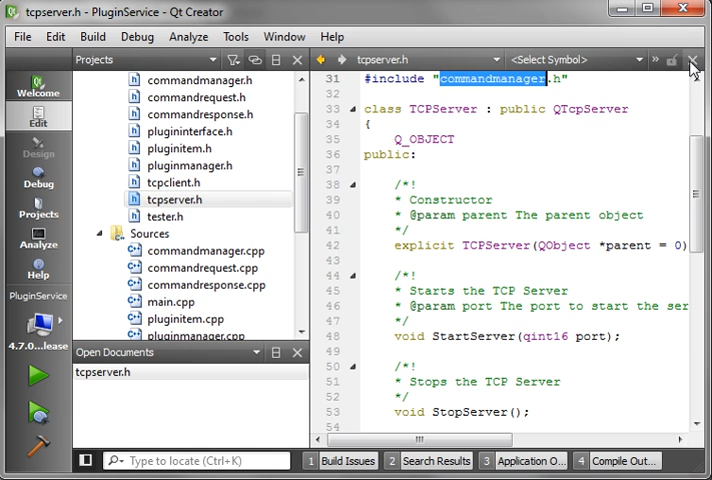 tcpserver.h - PluginService - Qt Creator
File Edit Build Debug Analyze Tools Window Help
Projects
tcpserver.h
<Select Symbol>
»
Welcome
Edit
Design
Debug
Projects
Analyze
Help
PluginService
4.7.0...lease
commandmanager.h
commandrequest.h
commandresponse.h
plugininterface.h
pluginitem.h
pluginmanager.h
tcpclient.h
tcpserver.h
tester.h
Sources
commandmanager.cpp
commandrequest.cpp
commandresponse.cpp
main.cpp
pluginitem.cpp
pluginmanager.cpp
Open Documents
tcpserver.h
31 #include "commandmanager.h"
32
33 class TCPServer : public QTcpServer
34 {
35 Q_OBJECT
36 public:
37
38 /*!
39 * Constructor
40 * @param parent The parent object
41 */
42 explicit TCPServer(QObject *parent = 0)
43
44 /*!
45 * Starts the TCP Server
46 * @param port The port to start the ser
47 */
48 void StartServer(qint16 port);
49
50 /*!
51 * Stops the TCP Server
52 */
53 void StopServer();
54
Type to locate (Ctrl+K)
1 Build Issues
2 Search Results
3 Application O...
4 Compile Out...